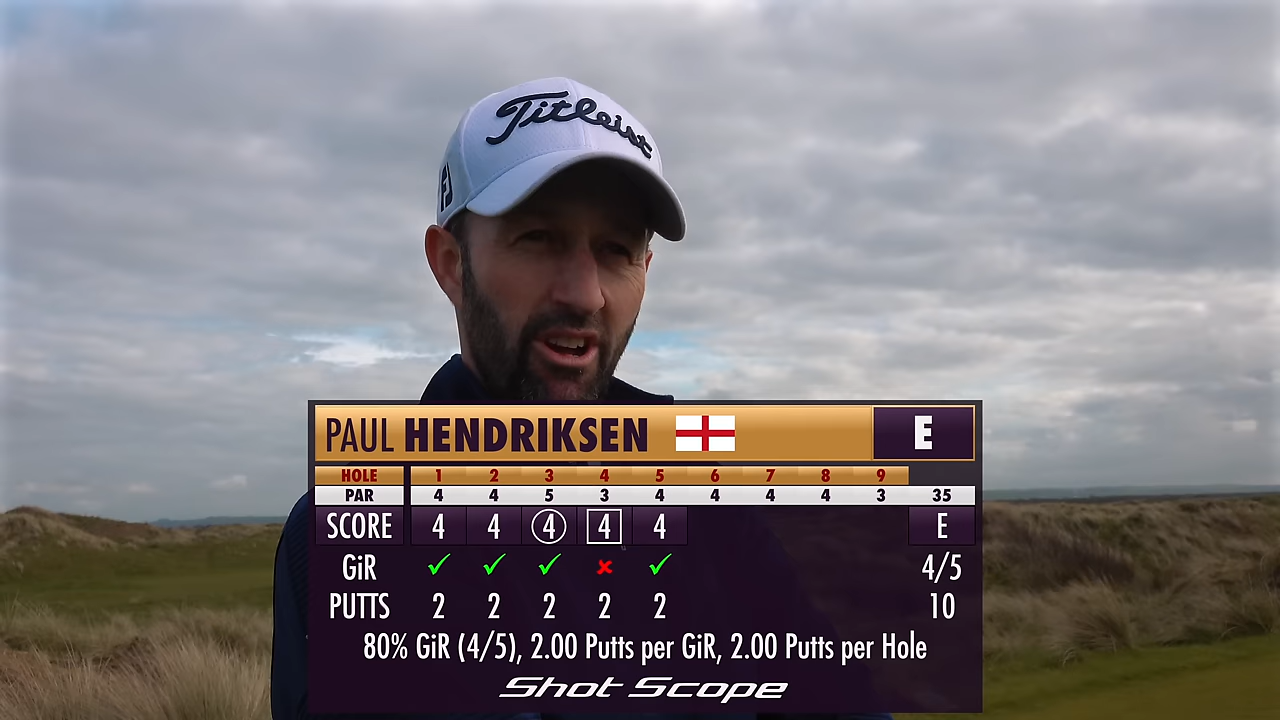 Titleist
FJ
PAUL HENDRIKSEN E
HOLE 1 2 3 4 5 6 7 8 9
PAR 4 4 5 3 4 4 4 4 3 35
SCORE 4 4 4 4 4 E
GiR ✓ ✓ ✓ × ✓ 4/5
PUTTS 2 2 2 2 2 10
80% GiR (4/5), 2.00 Putts per GiR, 2.00 Putts per Hole
Shot Scope